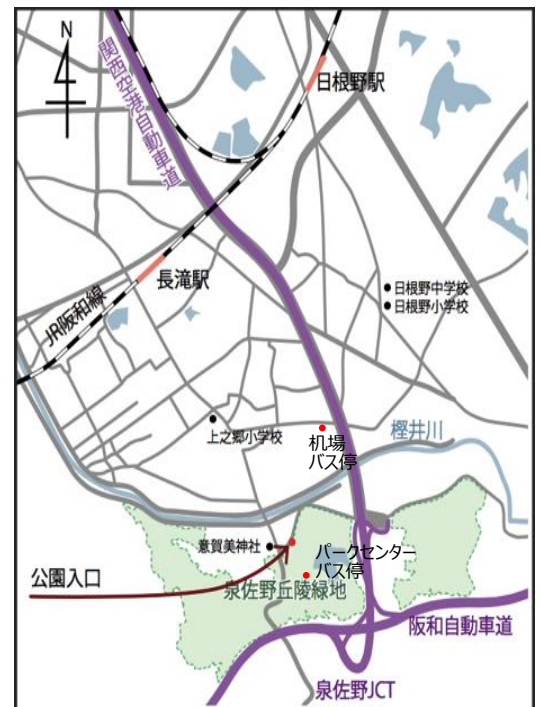 N
関西空港自動車道
日根野駅
長滝駅
JR阪和線
日根野中学校
日根野小学校
上之郷小学校
机場
バス停
樫井川
意賀美神社
パークセンター
バス停
公園入口
泉佐野丘陵緑地
阪和自動車道
泉佐野JCT